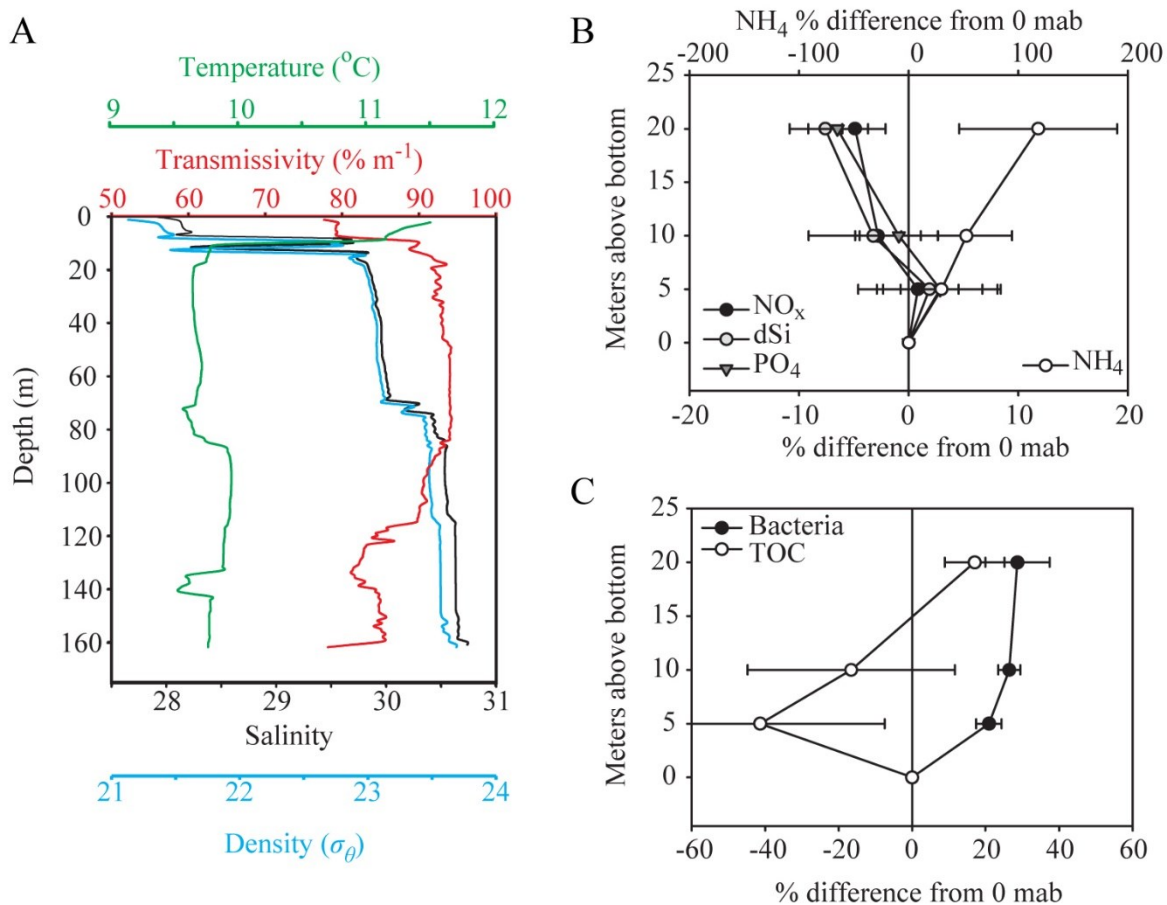 A
Temperature (°C)
9 10 11 12
Transmissivity (% m⁻¹)
50 60 70 80 90 100
0
20
40
60
80
100
120
140
160
Depth (m)
28 29 30 31
Salinity
21 22 23 24
Density (σθ)
B
NH₄ % difference from 0 mab
-200 -100 0 100 200
25
20
15
10
5
0
Meters above bottom
NOₓ
dSi
PO₄
NH₄
-20 -10 0 10 20
% difference from 0 mab
C
25
20
15
10
5
0
Meters above bottom
Bacteria
TOC
-60 -40 -20 0 20 40 60
% difference from 0 mab